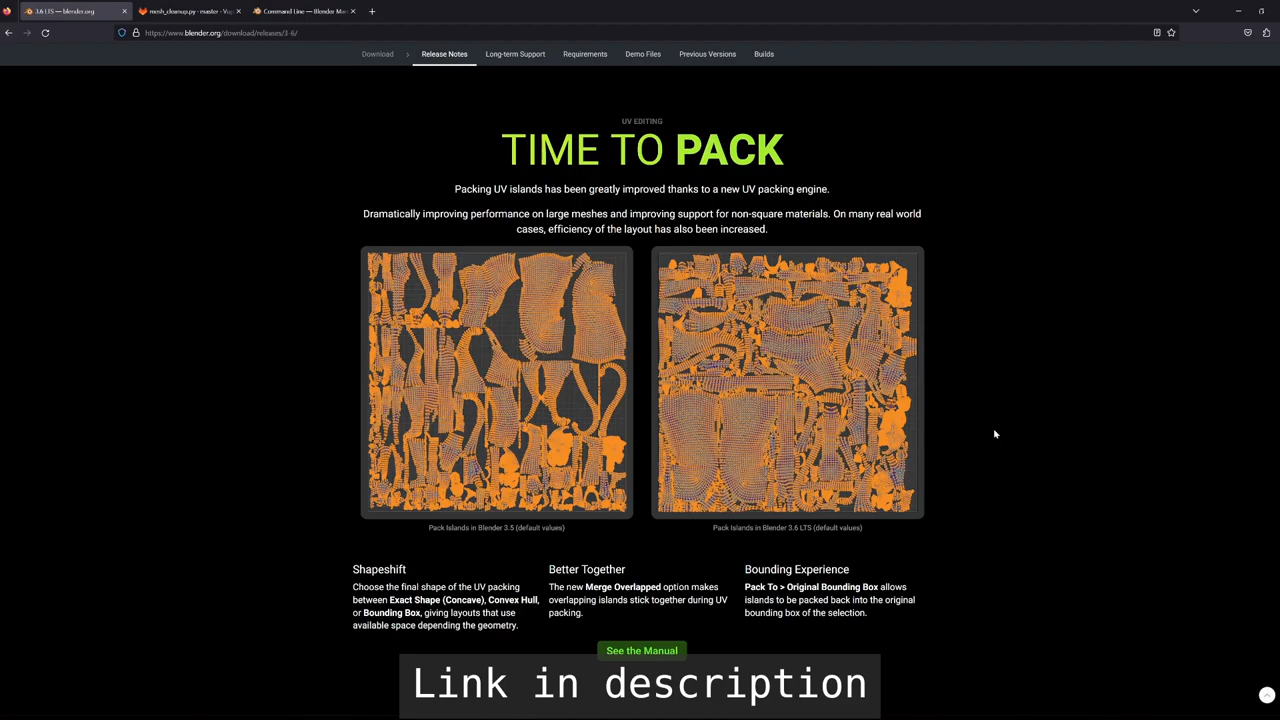 3.6 LTS — blender.org
mesh_cleanup.py · master · Vup
Command Line — Blender Man
https://www.blender.org/download/releases/3-6/
Download
Release Notes
Long-term Support
Requirements
Demo Files
Previous Versions
Builds
UV EDITING
TIME TO PACK
Packing UV islands has been greatly improved thanks to a new UV packing engine.
Dramatically improving performance on large meshes and improving support for non-square materials. On many real world
cases, efficiency of the layout has also been increased.
Pack Islands in Blender 3.5 (default values)
Pack Islands in Blender 3.6 LTS (default values)
Shapeshift
Choose the final shape of the UV packing
between Exact Shape (Concave), Convex Hull,
or Bounding Box, giving layouts that use
available space depending the geometry.
Better Together
The new Merge Overlapped option makes
overlapping islands stick together during UV
packing.
Bounding Experience
Pack To > Original Bounding Box allows
islands to be packed back into the original
bounding box of the selection.
See the Manual
Link in description